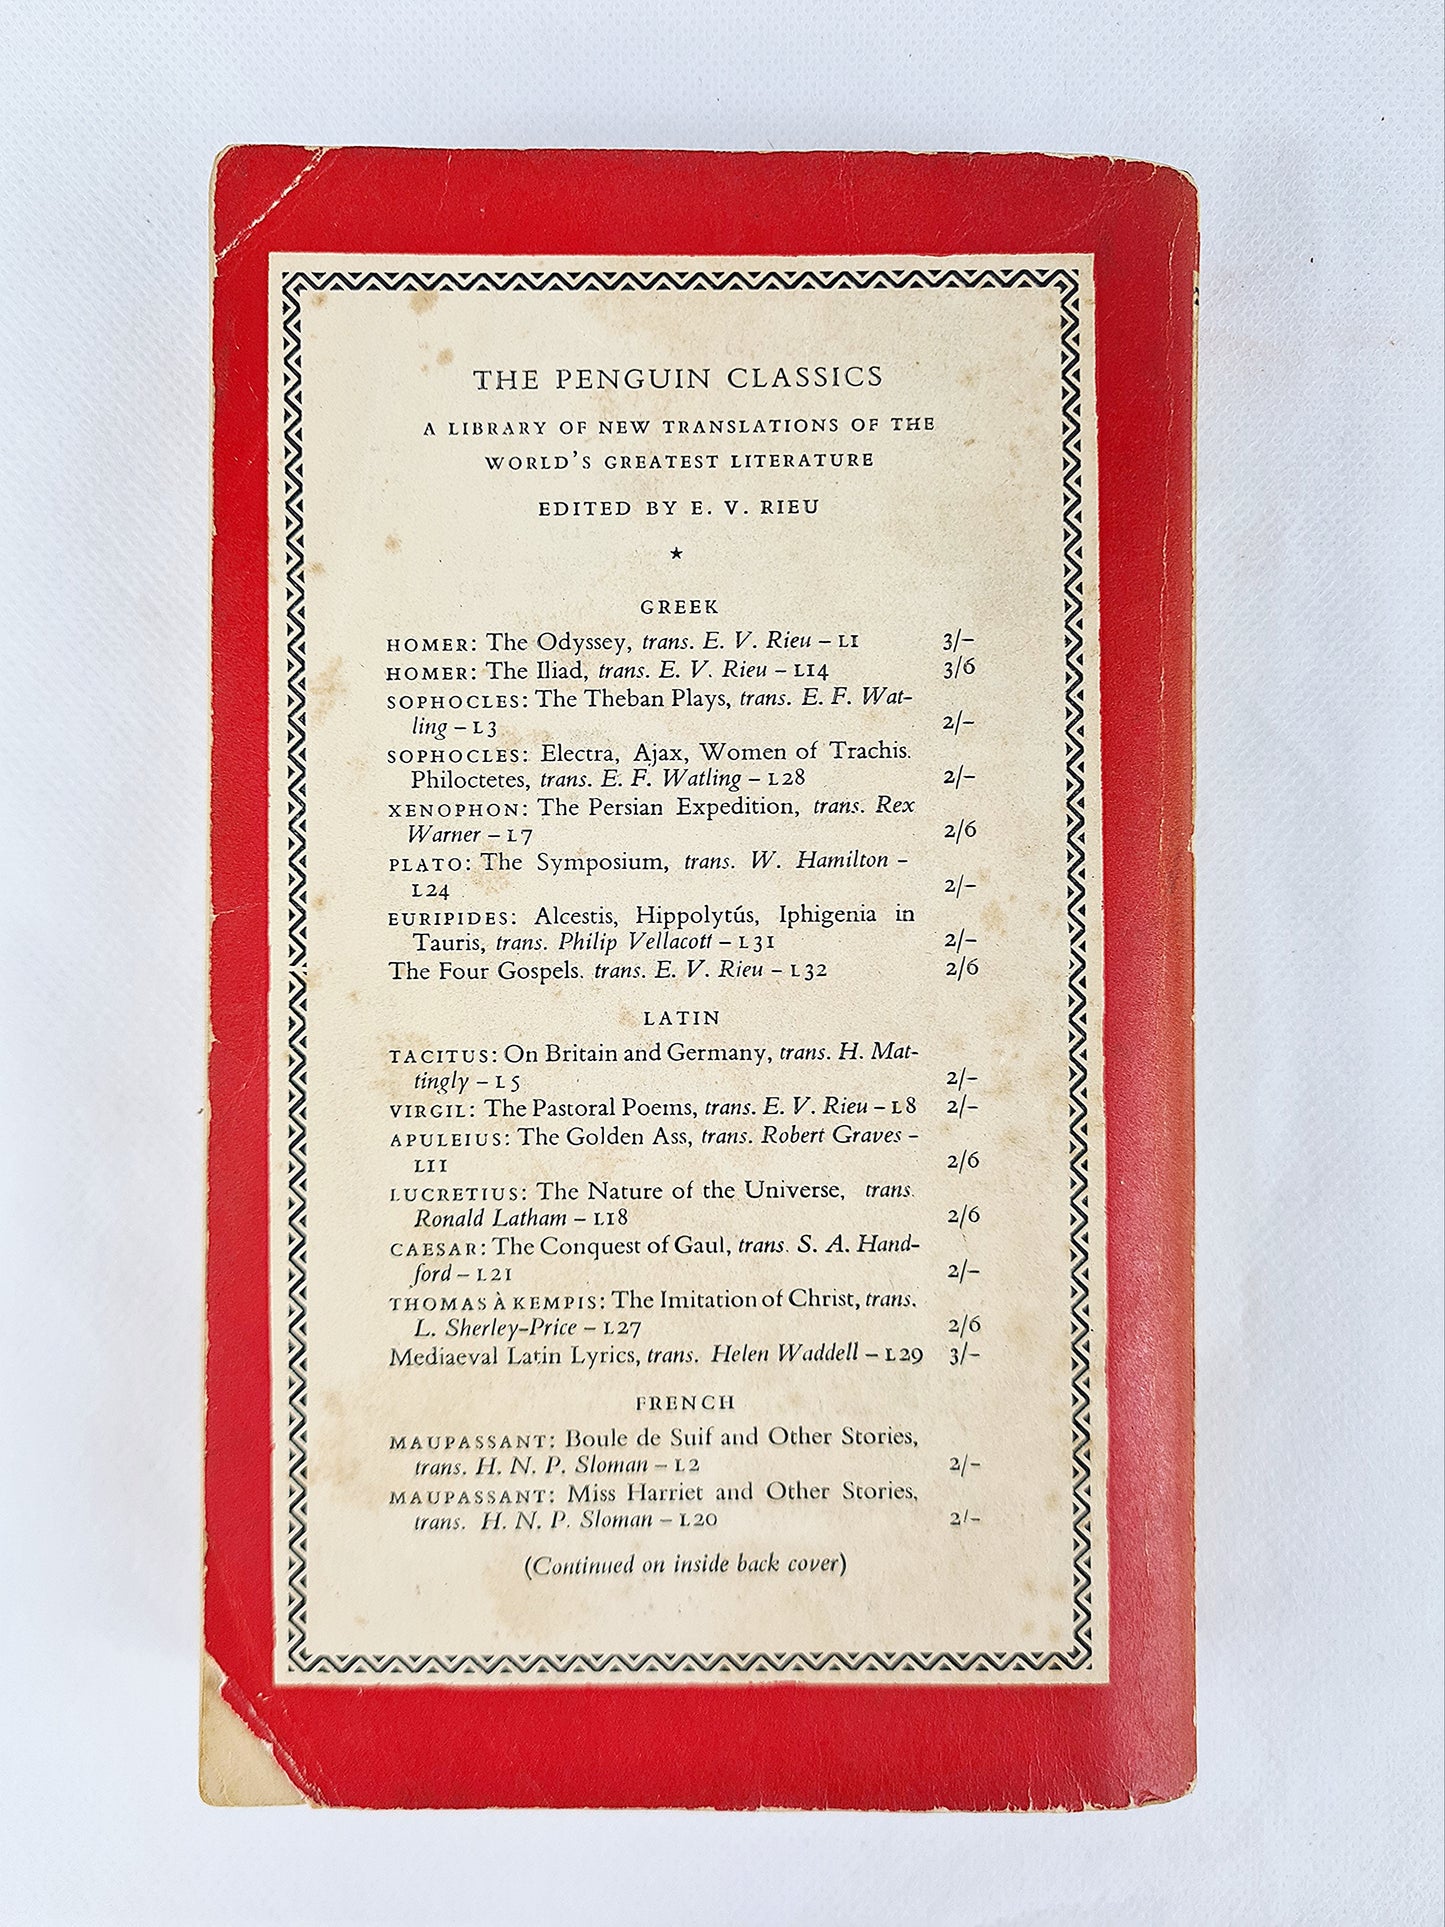 THE PENGUIN CLASSICS
A LIBRARY OF NEW TRANSLATIONS OF THE
WORLD'S GREATEST LITERATURE
EDITED BY E. V. RIEU
★
GREEK
HOMER: The Odyssey, trans. E. V. Rieu – L1 3/–
HOMER: The Iliad, trans. E. V. Rieu – L14 3/6
SOPHOCLES: The Theban Plays, trans. E. F. Wat-
ling – L3 2/–
SOPHOCLES: Electra, Ajax, Women of Trachis.
Philoctetes, trans. E. F. Watling – L28 2/–
XENOPHON: The Persian Expedition, trans. Rex
Warner – L7 2/6
PLATO: The Symposium, trans. W. Hamilton –
L24 2/–
EURIPIDES: Alcestis, Hippolytús, Iphigenia in
Tauris, trans. Philip Vellacott – L31 2/–
The Four Gospels. trans. E. V. Rieu – L32 2/6
LATIN
TACITUS: On Britain and Germany, trans. H. Mat-
tingly – L5 2/–
VIRGIL: The Pastoral Poems, trans. E. V. Rieu – L8 2/–
APULEIUS: The Golden Ass, trans. Robert Graves –
L11 2/6
LUCRETIUS: The Nature of the Universe, trans.
Ronald Latham – L18 2/6
CAESAR: The Conquest of Gaul, trans. S. A. Hand-
ford – L21 2/–
THOMAS À KEMPIS: The Imitation of Christ, trans.
L. Sherley-Price – L27 2/6
Mediaeval Latin Lyrics, trans. Helen Waddell – L29 3/–
FRENCH
MAUPASSANT: Boule de Suif and Other Stories,
trans. H. N. P. Sloman – L2 2/–
MAUPASSANT: Miss Harriet and Other Stories,
trans. H. N. P. Sloman – L20 2/–
(Continued on inside back cover)